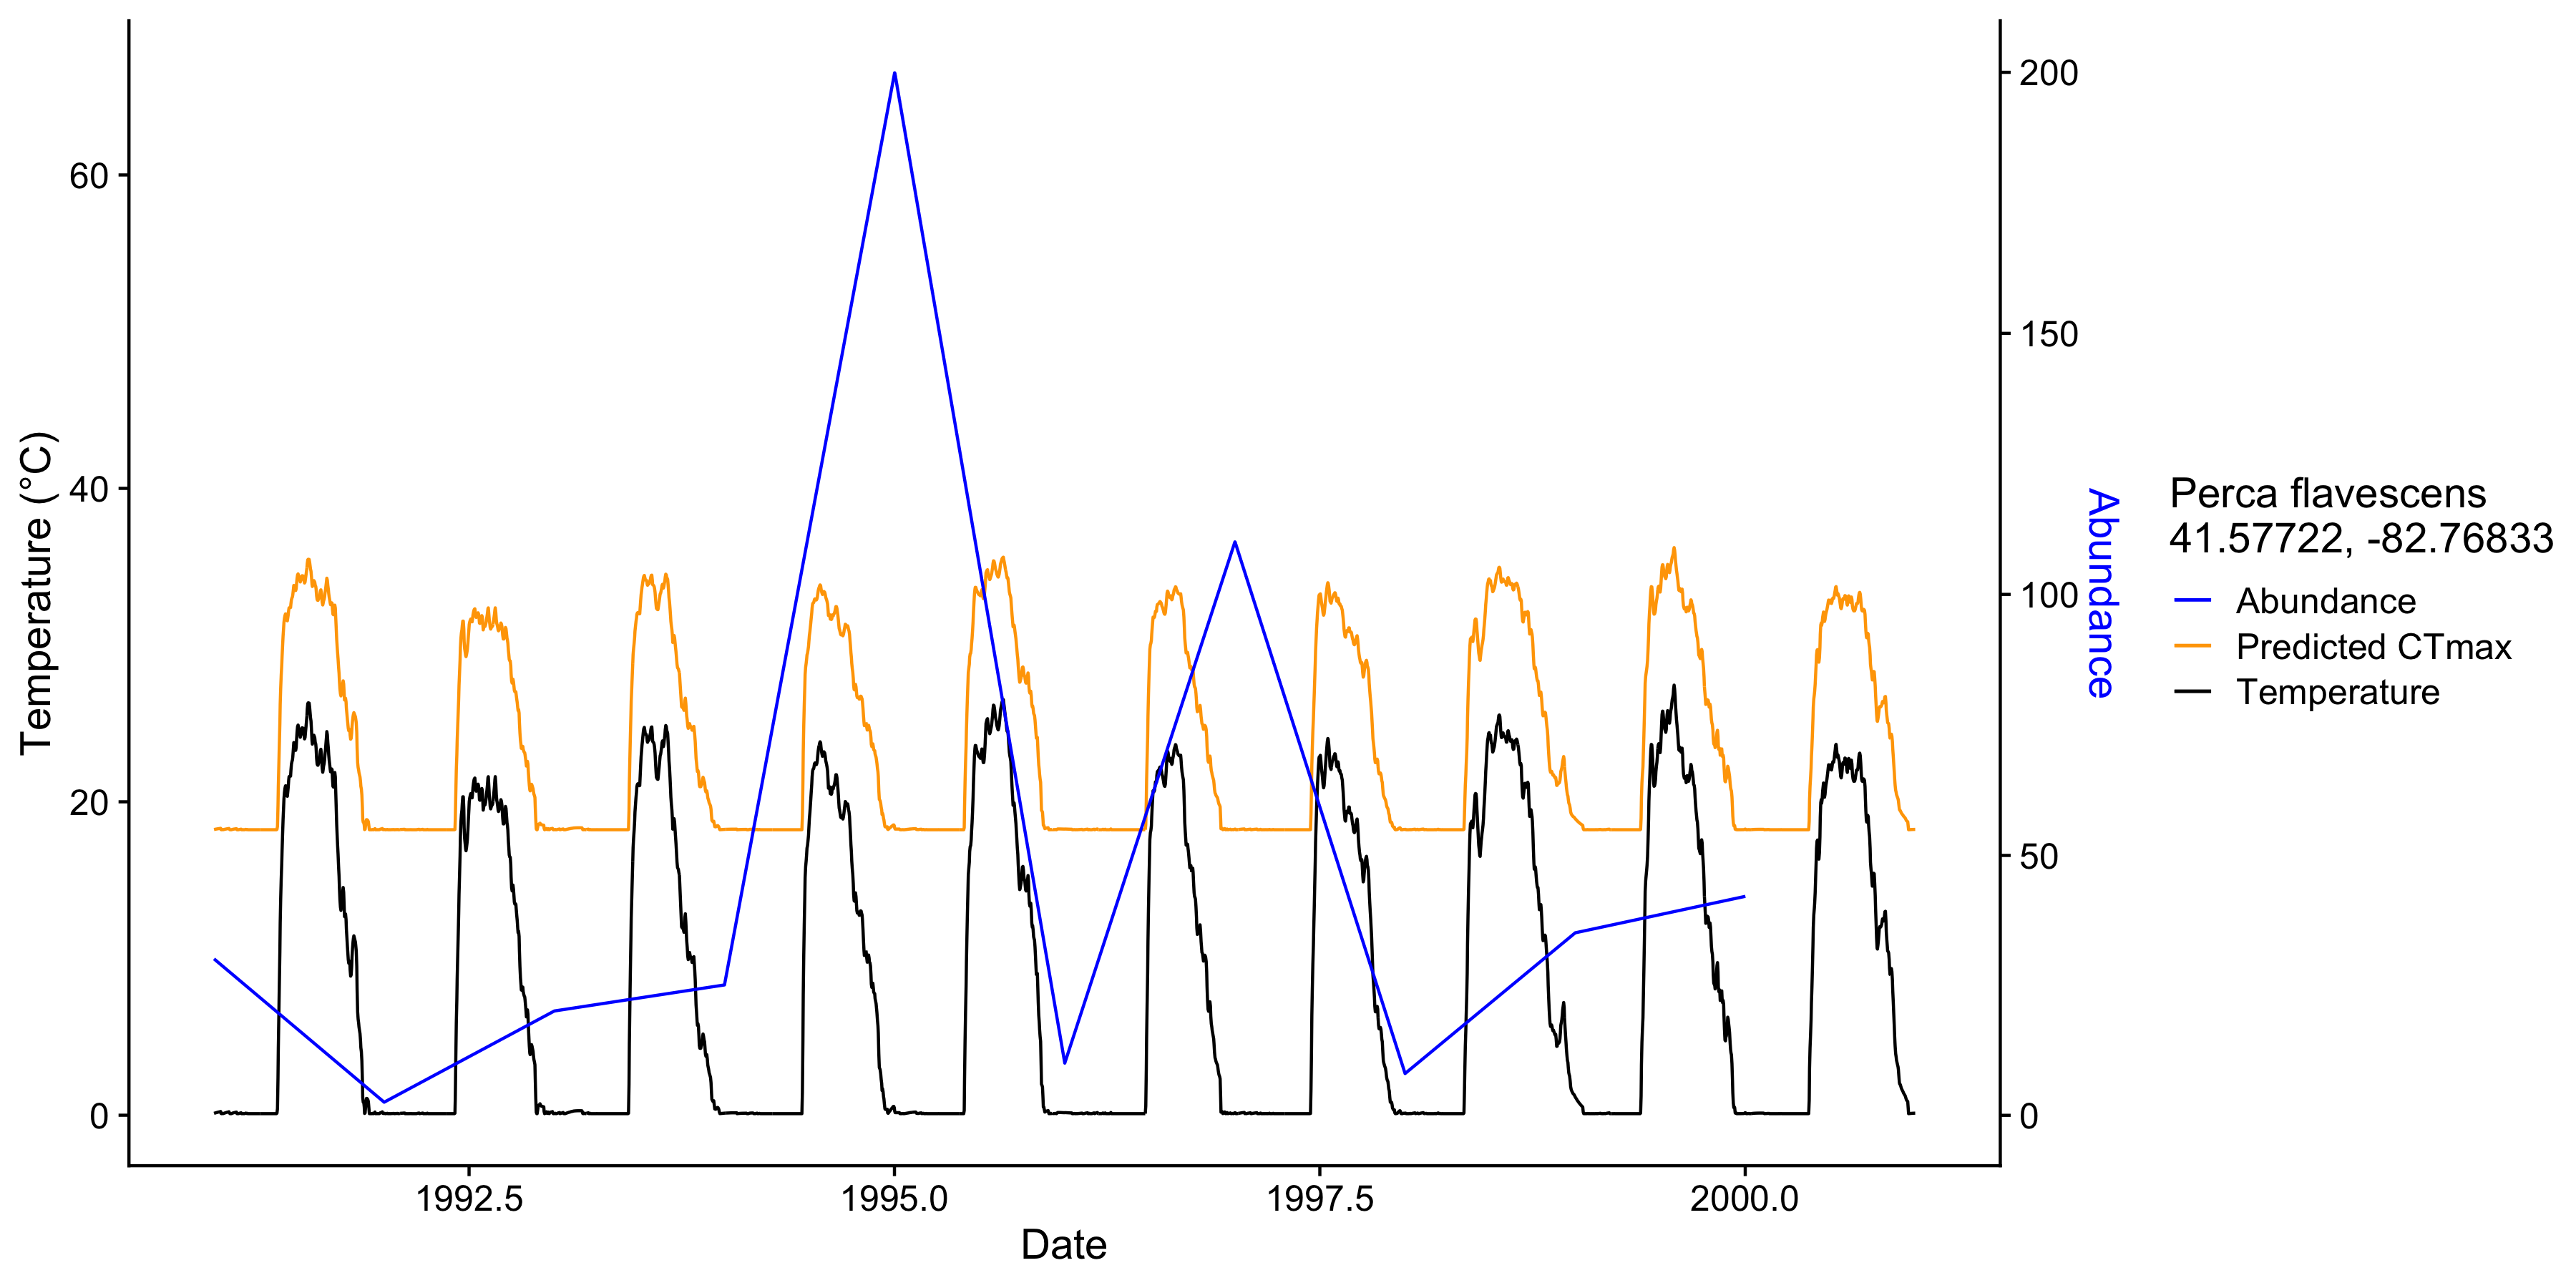 Temperature (°C)
60
40
20
0
1992.5
1995.0
1997.5
2000.0
Date
200
150
100
50
0
Abundance
Perca flavescens
41.57722, -82.76833
Abundance
Predicted CTmax
Temperature